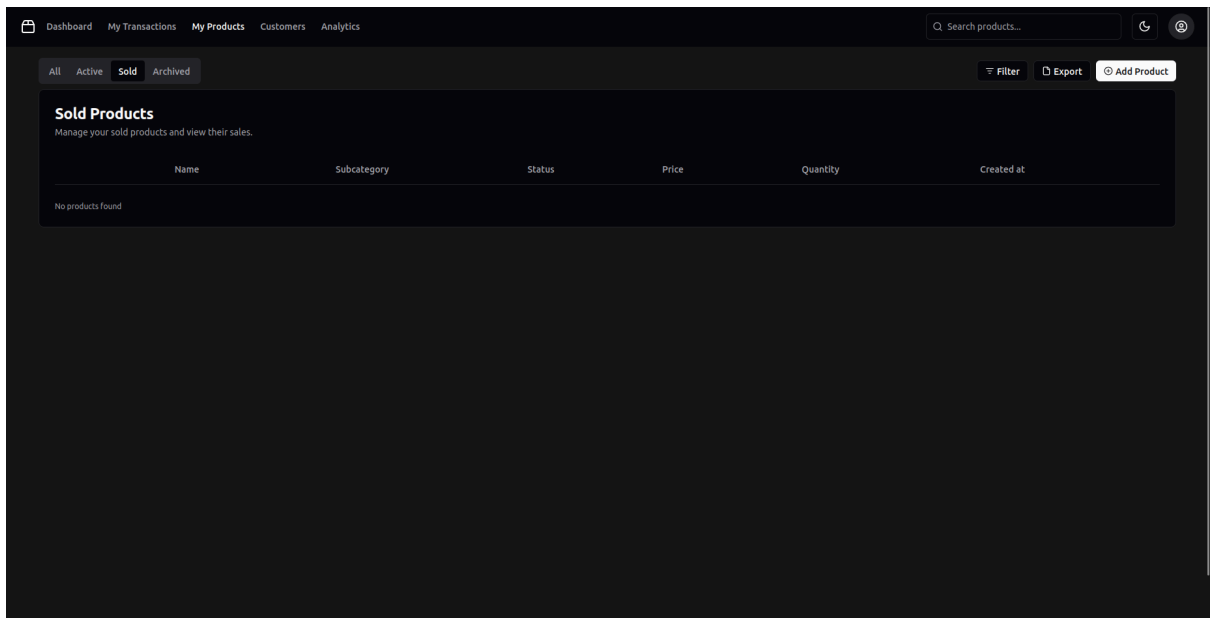 Dashboard My Transactions My Products Customers Analytics Search products...
All Active Sold Archived Filter Export Add Product
Sold Products
Manage your sold products and view their sales.
Name Subcategory Status Price Quantity Created at
No products found